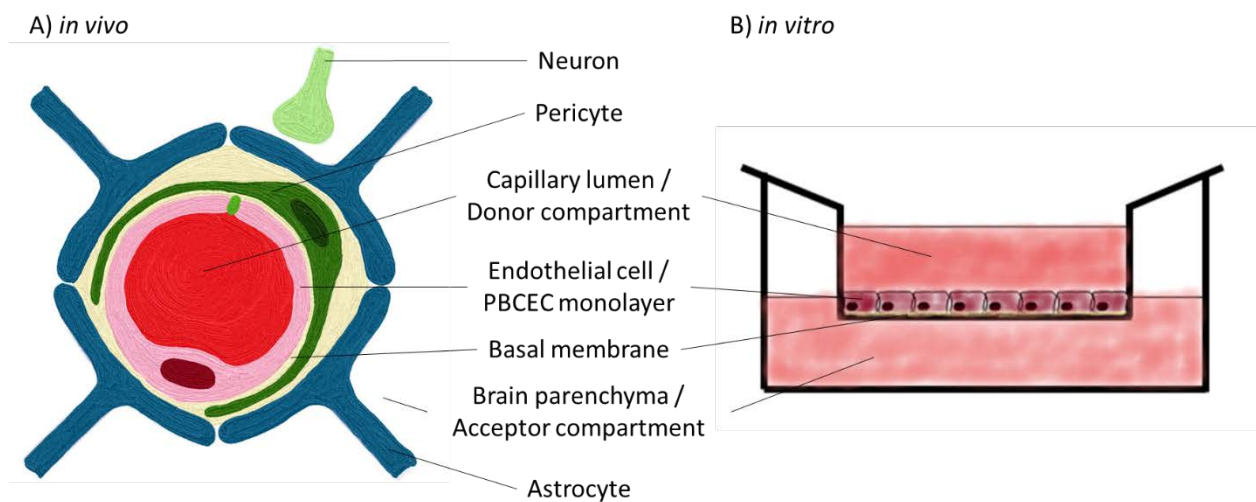 A) in vivo
B) in vitro
Neuron
Pericyte
Capillary lumen /
Donor compartment
Endothelial cell /
PBCEC monolayer
Basal membrane
Brain parenchyma /
Acceptor compartment
Astrocyte